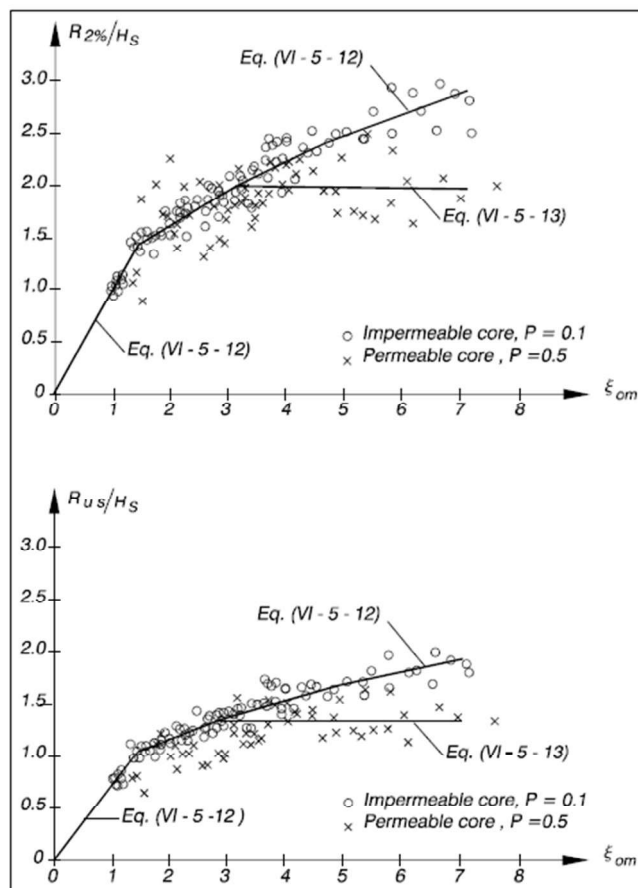 R2%/HS
Eq. (VI - 5 - 12)
3.0
2.5
2.0
Eq. (VI - 5 - 13)
1.5
1.0
0.5
Eq. (VI - 5 - 12)
○ Impermeable core, P = 0.1
× Permeable core , P =0.5
0
0 1 2 3 4 5 6 7 8 ξom
Rus/HS
3.0
2.5
Eq. (VI - 5 - 12)
2.0
1.5
1.0
Eq. (VI - 5 - 13)
0.5
Eq. (VI - 5 -12 )
○ Impermeable core, P = 0.1
× Permeable core , P = 0.5
0
0 1 2 3 4 5 6 7 8 ξom